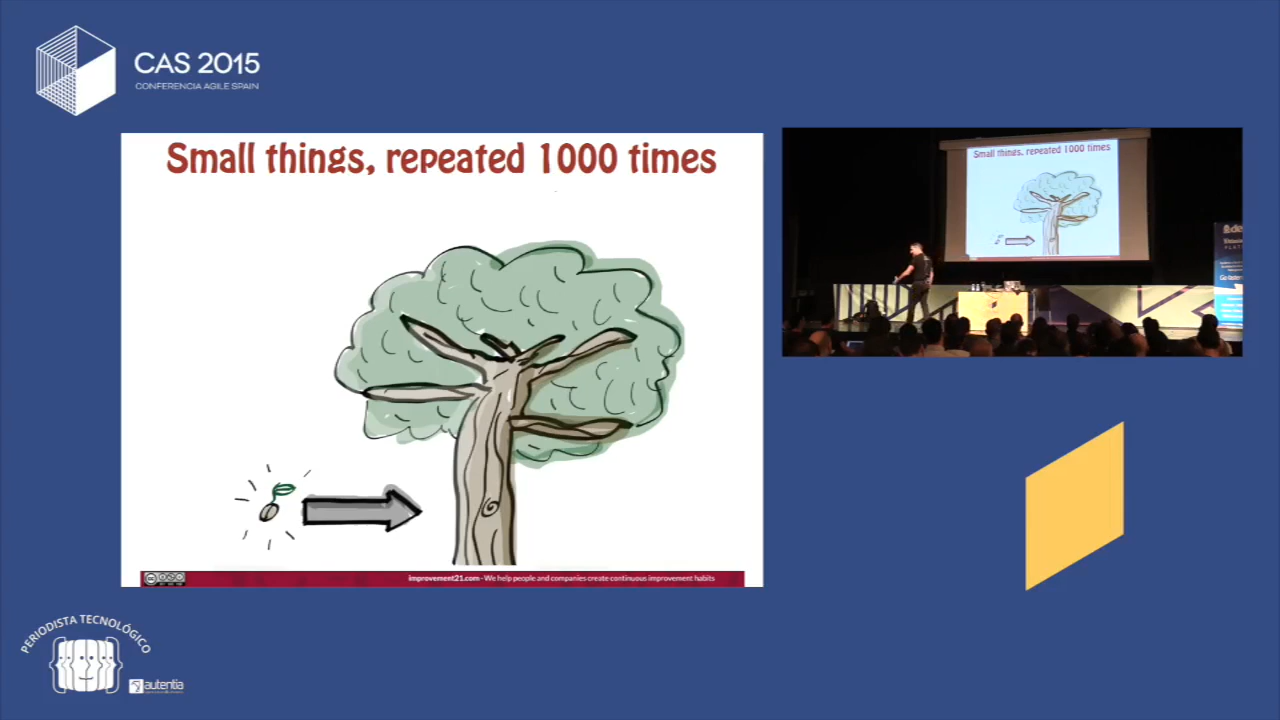 CAS 2015
CONFERENCIA AGILE SPAIN
Small things, repeated 1000 times
Small things, repeated 1000 times
improvement21.com - We help people and companies create continuous improvement habits
PERIODISTA TECNOLÓGICO
autentia